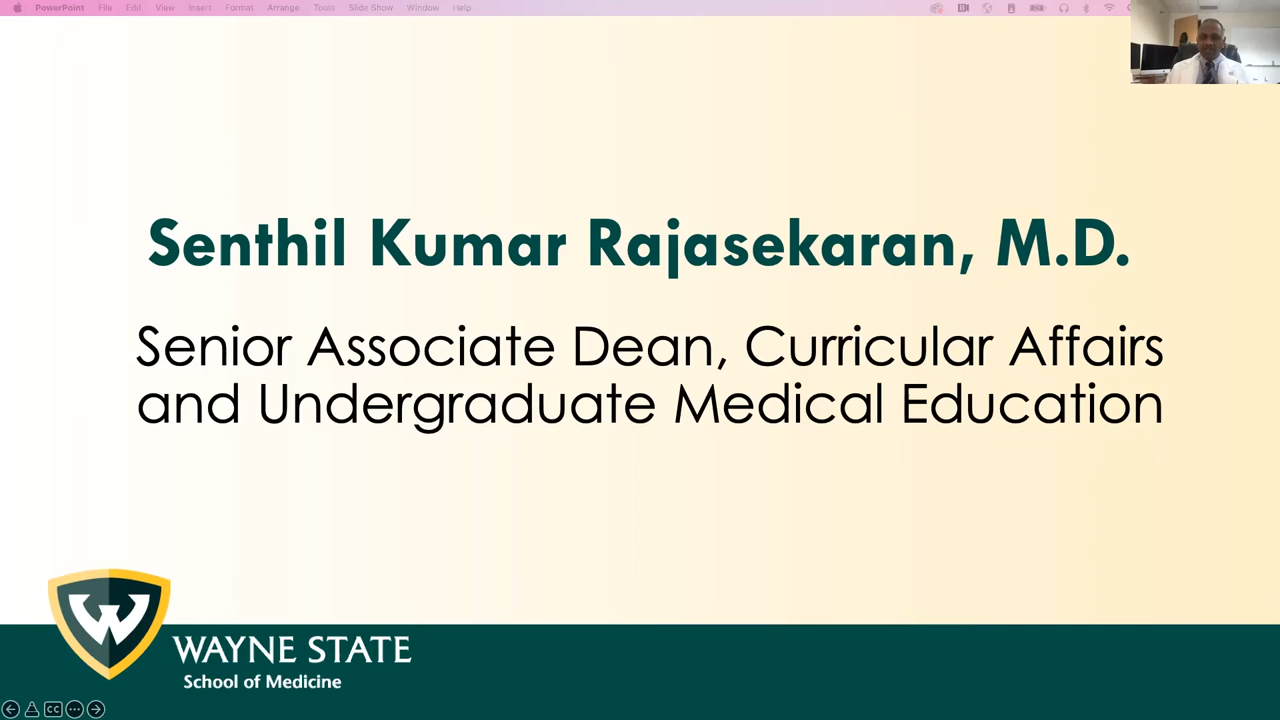 PowerPoint File Edit View Insert Format Arrange Tools Slide Show Window Help
Senthil Kumar Rajasekaran, M.D.
Senior Associate Dean, Curricular Affairs
and Undergraduate Medical Education
W
WAYNE STATE
School of Medicine
CC